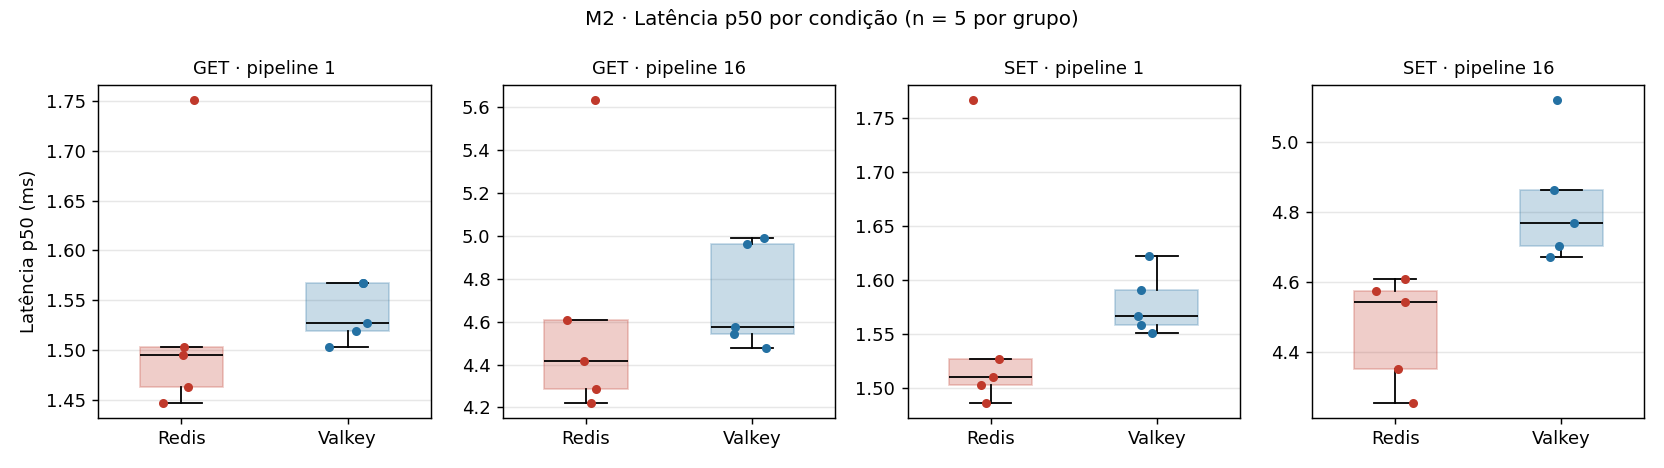 M2 · Latência p50 por condição (n = 5 por grupo)
GET · pipeline 1
Latência p50 (ms)
1.75
1.70
1.65
1.60
1.55
1.50
1.45
Redis
Valkey
GET · pipeline 16
5.6
5.4
5.2
5.0
4.8
4.6
4.4
4.2
Redis
Valkey
SET · pipeline 1
1.75
1.70
1.65
1.60
1.55
1.50
Redis
Valkey
SET · pipeline 16
5.0
4.8
4.6
4.4
Redis
Valkey